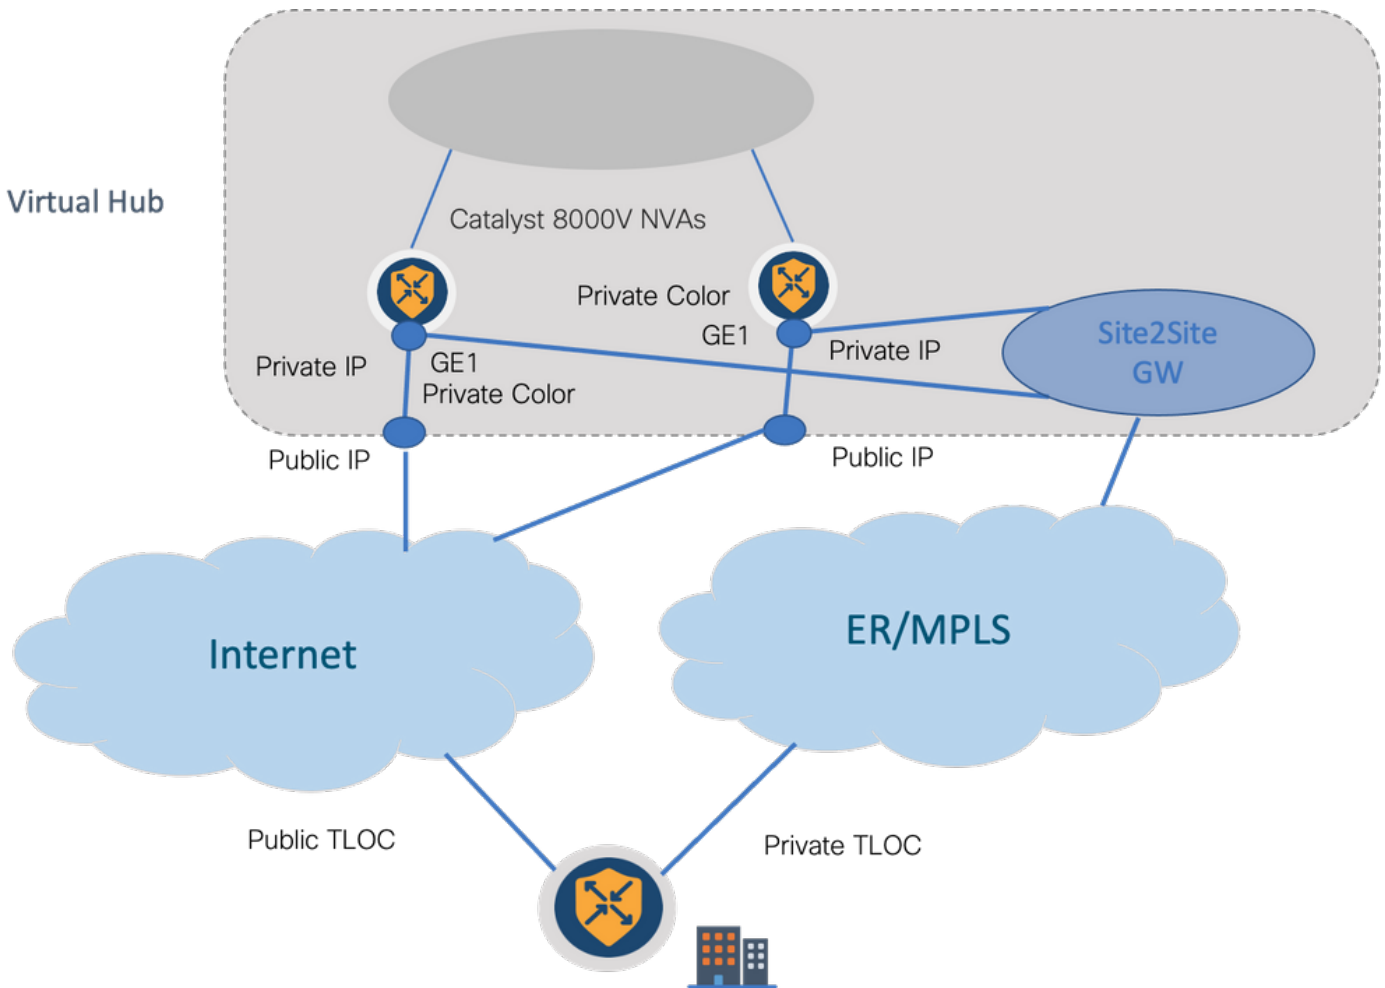 Virtual Hub
Catalyst 8000V NVAs
Private Color
GE1
Private IP
Site2Site
GW
Private IP
GE1
Private Color
Public IP
Public IP
Internet
ER/MPLS
Public TLOC
Private TLOC